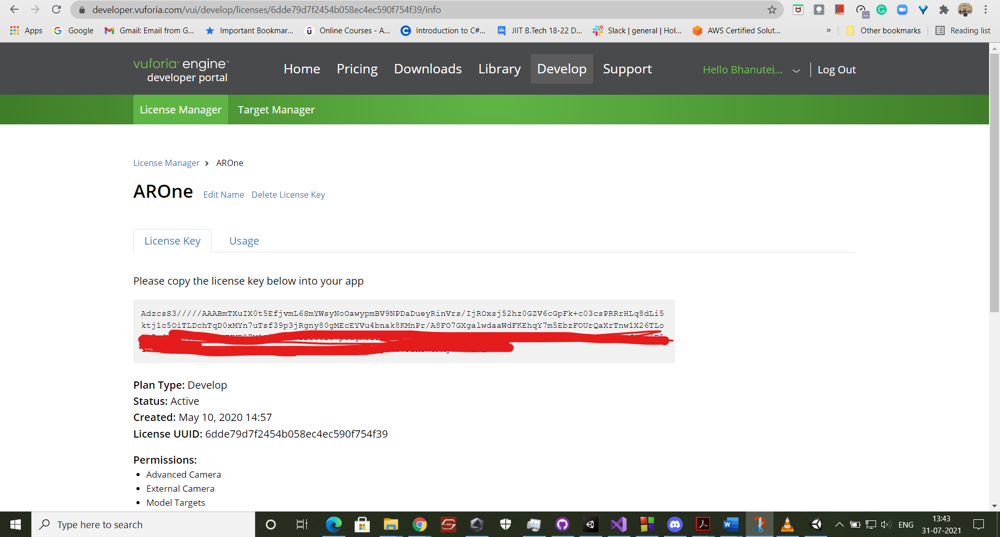 developer.vuforia.com/vui/develop/licenses/6dde79d7f2454b058ec4ec590f754f39/info
Apps Google Gmail: Email from G... Important Bookmar... Online Courses - A... Introduction to C#... JIIT B.Tech 18-22 D... Slack | general | Hol... AWS Certified Solut... » Other bookmarks Reading list
vuforia engine™
developer portal
Home Pricing Downloads Library Develop Support Hello Bhanutej... Log Out
License Manager Target Manager
License Manager > AROne
AROne Edit Name Delete License Key
License Key Usage
Please copy the license key below into your app
AdzcsS3/////AAABmTXuIX0t5EfjvmL6SmYWsyNoOawypmBV9NPDaDueyRinVrs/IjROxsj52hz0GZV6cGpFk+c03csPRRrHLq8dLi5
ktj1c5OiTLDchTqD0xMYn7uTsf39p3jRgny80gMEcEYVu4bnak8KMnPr/A8FO7GXgalwdaaWdFKEhqY7m5EbzFOUrQaXrTnw1X26TLo
Plan Type: Develop
Status: Active
Created: May 10, 2020 14:57
License UUID: 6dde79d7f2454b058ec4ec590f754f39
Permissions:
• Advanced Camera
• External Camera
• Model Targets
Type here to search
ENG
13:43
31-07-2021